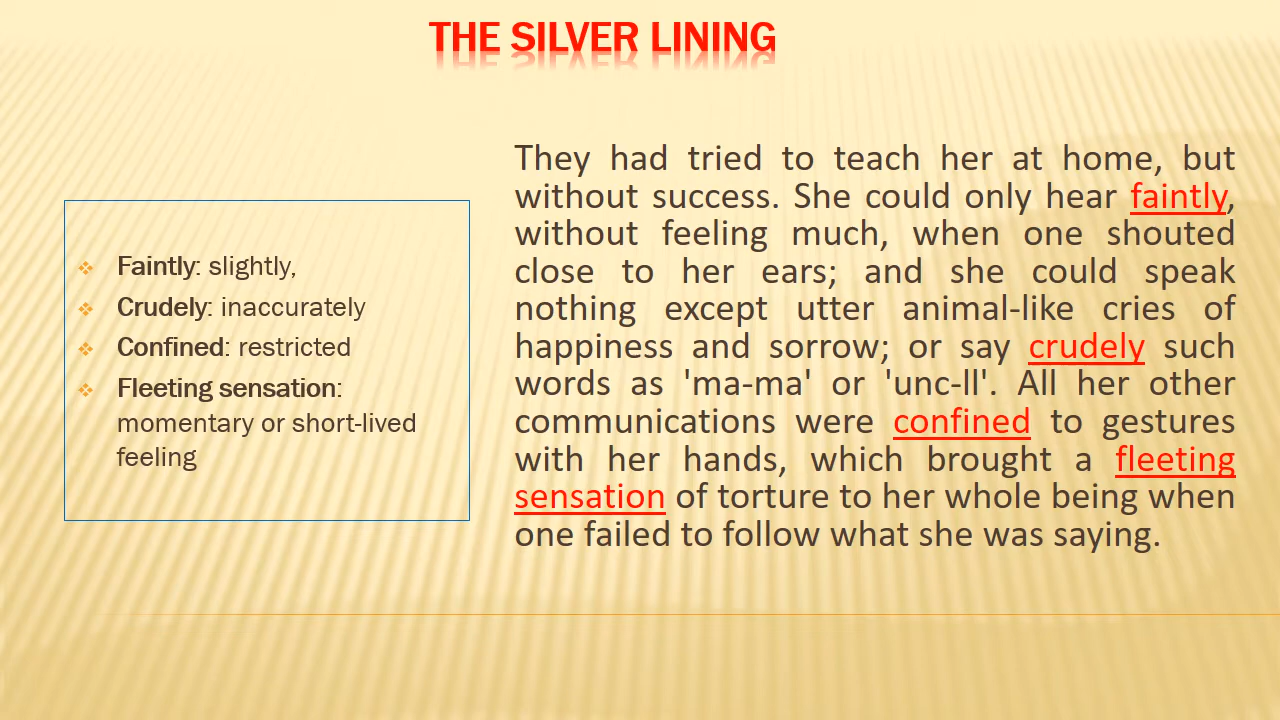 THE SILVER LINING
Faintly: slightly,
Crudely: inaccurately
Confined: restricted
Fleeting sensation:
momentary or short-lived
feeling
They had tried to teach her at home, but
without success. She could only hear faintly,
without feeling much, when one shouted
close to her ears; and she could speak
nothing except utter animal-like cries of
happiness and sorrow; or say crudely such
words as 'ma-ma' or 'unc-ll'. All her other
communications were confined to gestures
with her hands, which brought a fleeting
sensation of torture to her whole being when
one failed to follow what she was saying.